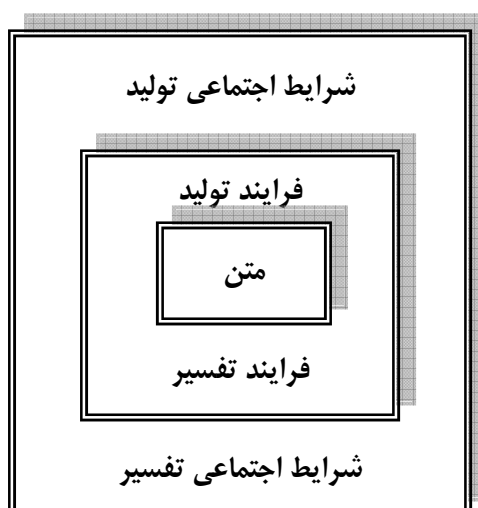 شرایط اجتماعی تولید
فرایند تولید
متن
فرایند تفسیر
شرایط اجتماعی تفسیر